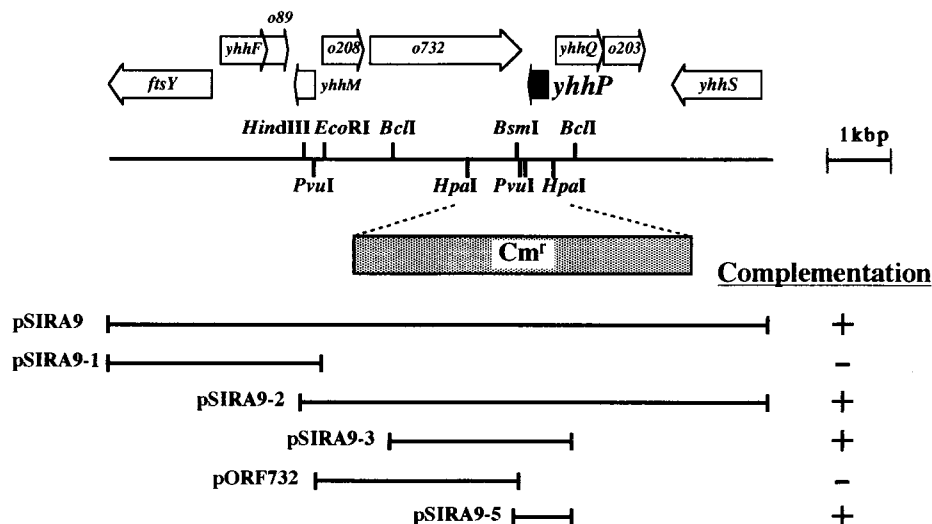 o89
yhhF
o208
o732
yhhQ
o203
ftsY
yhhM
yhhP
yhhS
HindIII EcoRI BclI BsmI BclI
1kbp
PvuI HpaI PvuI HpaI
Cmr
Complementation
pSIRA9 +
pSIRA9-1 -
pSIRA9-2 +
pSIRA9-3 +
pORF732 -
pSIRA9-5 +